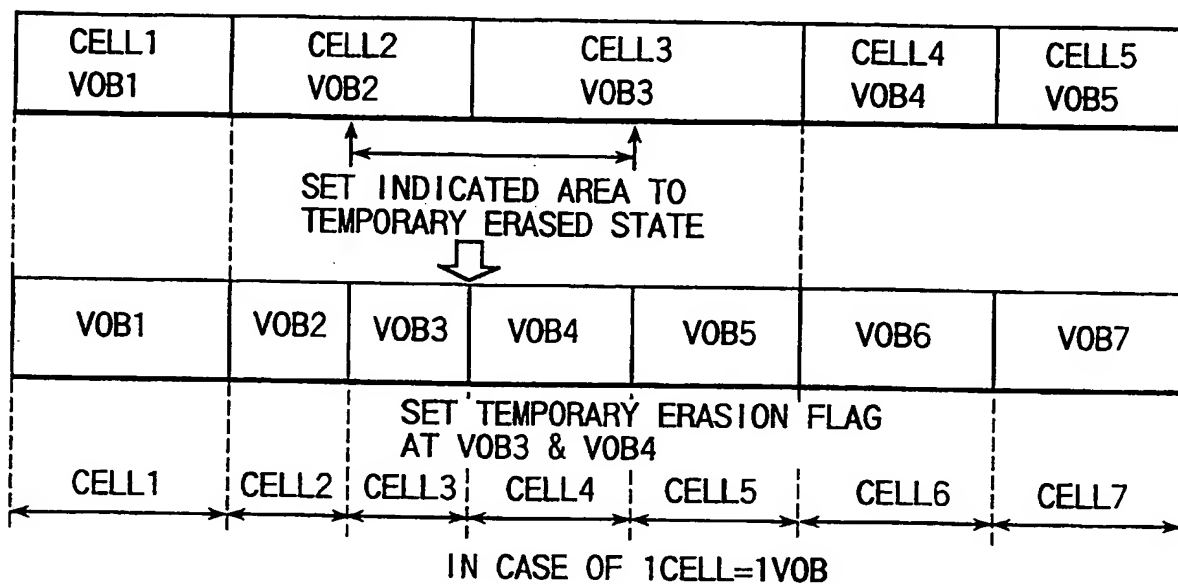 CELL1 CELL2 CELL3 CELL4 CELL5
VOB1 VOB2 VOB3 VOB4 VOB5
SET INDICATED AREA TO
TEMPORARY ERASED STATE
VOB1 VOB2 VOB3 VOB4 VOB5 VOB6 VOB7
SET TEMPORARY ERASION FLAG
AT VOB3 & VOB4
CELL1 CELL2 CELL3 CELL4 CELL5 CELL6 CELL7
IN CASE OF 1CELL=1VOB